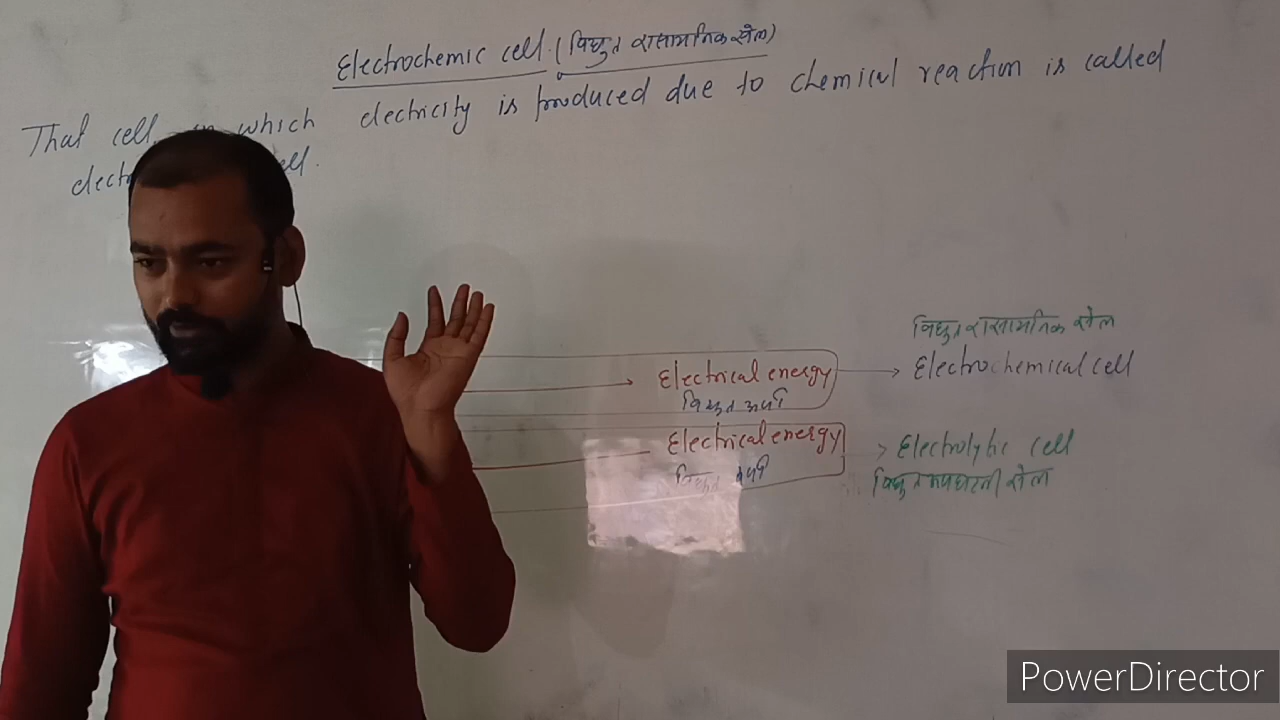 Electrochemic cell (विद्युत रासायनिक सेल)
That cell in which electricity is produced due to chemical reaction is called
cell.
विद्युत रासायनिक सेल
Electrical energy → Electrochemical cell
विद्युत ऊर्जा
Electrical energy → Electrolytic cell
विद्युत ऊर्जा
विद्युत अपघटनी सेल
PowerDirector